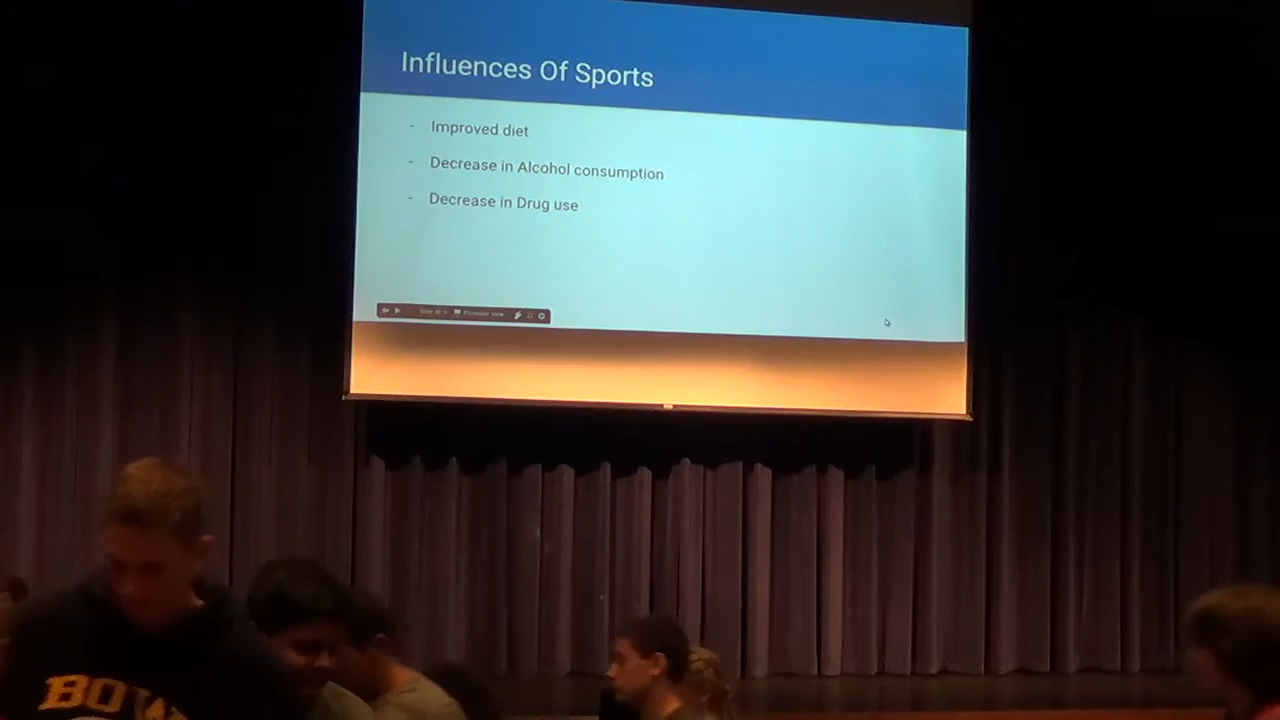 Influences Of Sports
- Improved diet
- Decrease in Alcohol consumption
- Decrease in Drug use